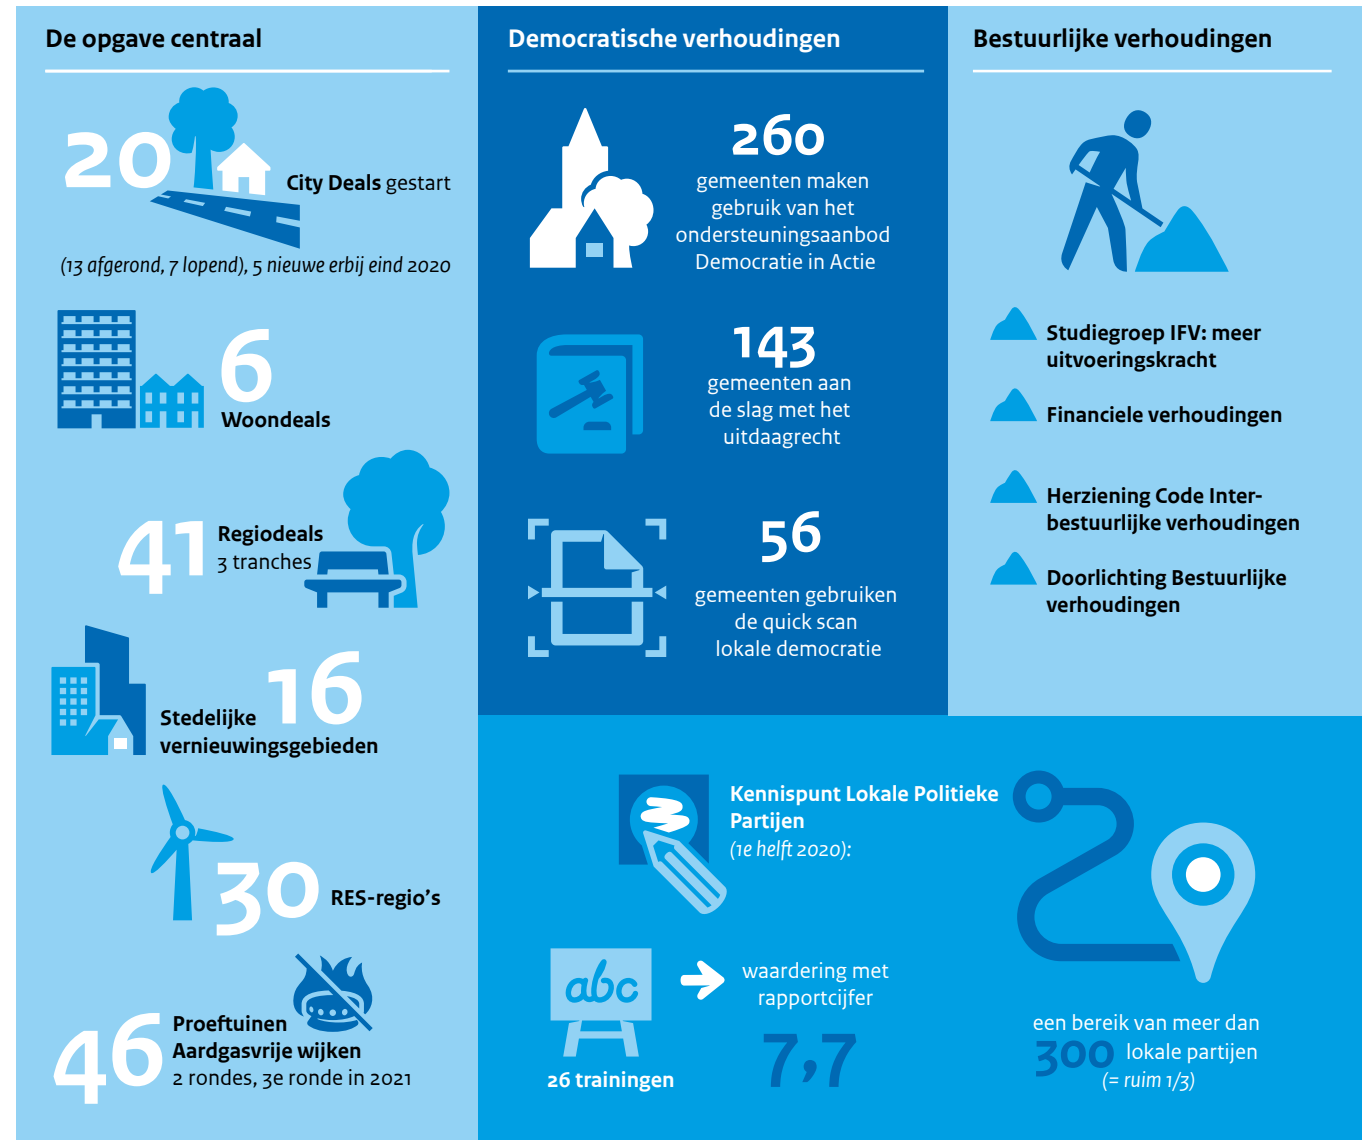 De opgave centraal
20
City Deals gestart
(13 afgerond, 7 lopend), 5 nieuwe erbij eind 2020
6
Woondeals
41
Regiodeals
3 tranches
16
Stedelijke
vernieuwingsgebieden
30
RES-regio's
46
Proeftuinen
Aardgasvrije wijken
2 rondes, 3e ronde in 2021
Democratische verhoudingen
260
gemeenten maken
gebruik van het
ondersteuningsaanbod
Democratie in Actie
143
gemeenten aan
de slag met het
uitdaagrecht
56
gemeenten gebruiken
de quick scan
lokale democratie
Bestuurlijke verhoudingen
Studiegroep IFV: meer
uitvoeringskracht
Financiele verhoudingen
Herziening Code Inter-
bestuurlijke verhoudingen
Doorlichting Bestuurlijke
verhoudingen
Kennispunt Lokale Politieke
Partijen
(1e helft 2020):
abc
26 trainingen
waardering met
rapportcijfer
7,7
een bereik van meer dan
300 lokale partijen
(= ruim 1/3)